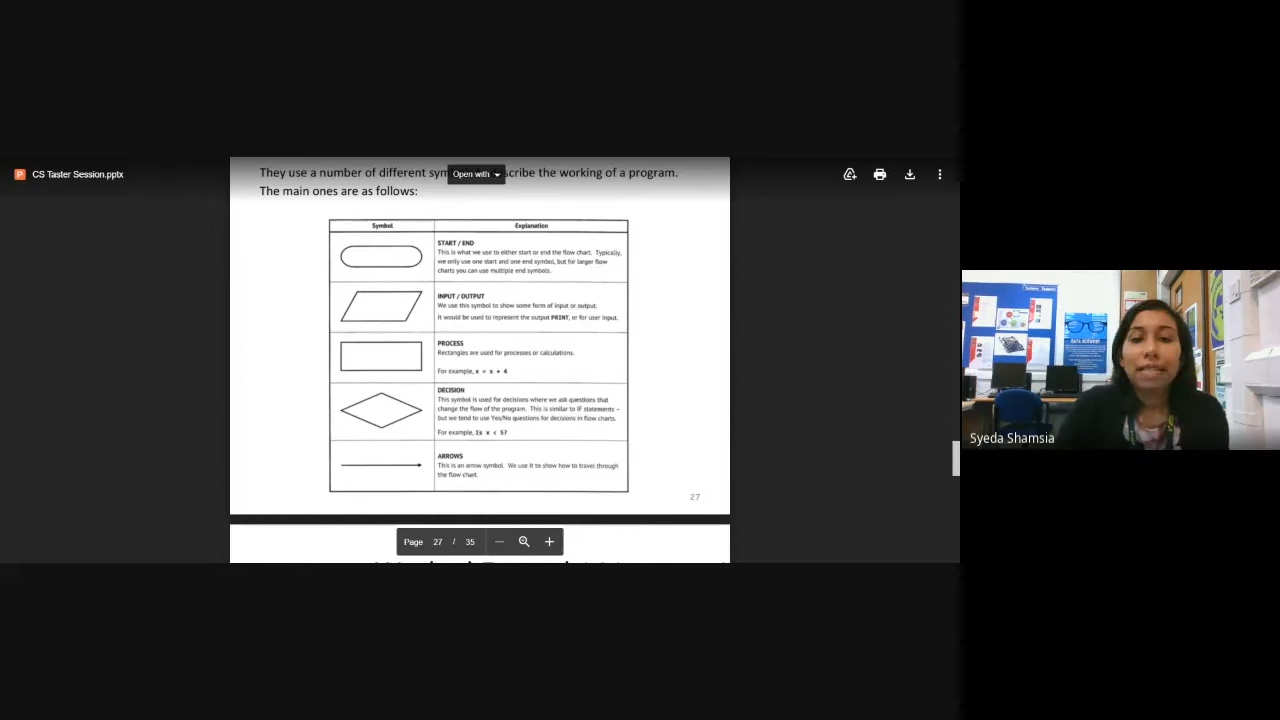 They use a number of different sym scribe the working of a program.
Open with
CS Taster Session.pptx
The main ones are as follows:
Symbol Explanation
START / END
This is what we use to either start or end the flow chart. Typically,
we only use one start and one end symbol, but for larger flow
charts you can use multiple end symbols.
INPUT / OUTPUT
We use this symbol to show some form of input or output.
It would be used to represent the output PRINT, or for user input.
PROCESS
Rectangles are used for processes or calculations.
For example, x = x + 4
DECISION
This symbol is used for decisions where we ask questions that
change the flow of the program. This is similar to IF statements –
but we tend to use Yes/No questions for decisions in flow charts.
For example, Is x < 5?
ARROWS
This is an arrow symbol. We use it to show how to travel through
the flow chart.
27
Page 27 / 35
Syeda Shamsia